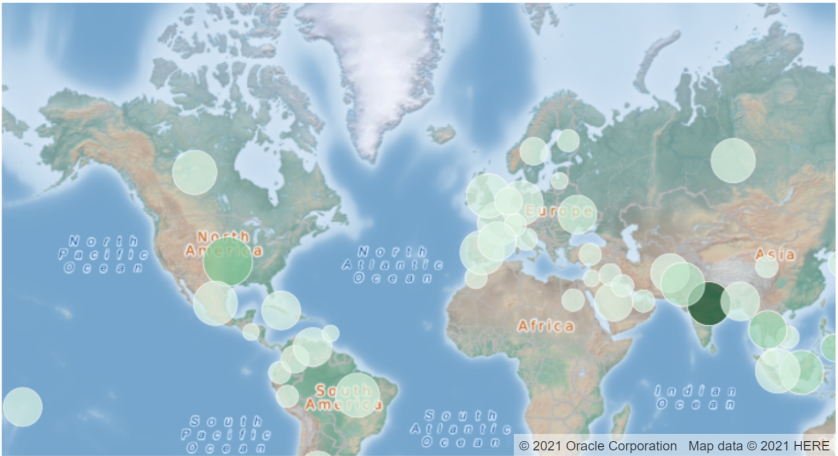 North
America
North
Pacific
Ocean
North
Atlantic
Ocean
Europe
Asia
Africa
South
America
Indian
Ocean
South
Pacific
Ocean
South
Atlantic
Ocean
© 2021 Oracle Corporation Map data © 2021 HERE